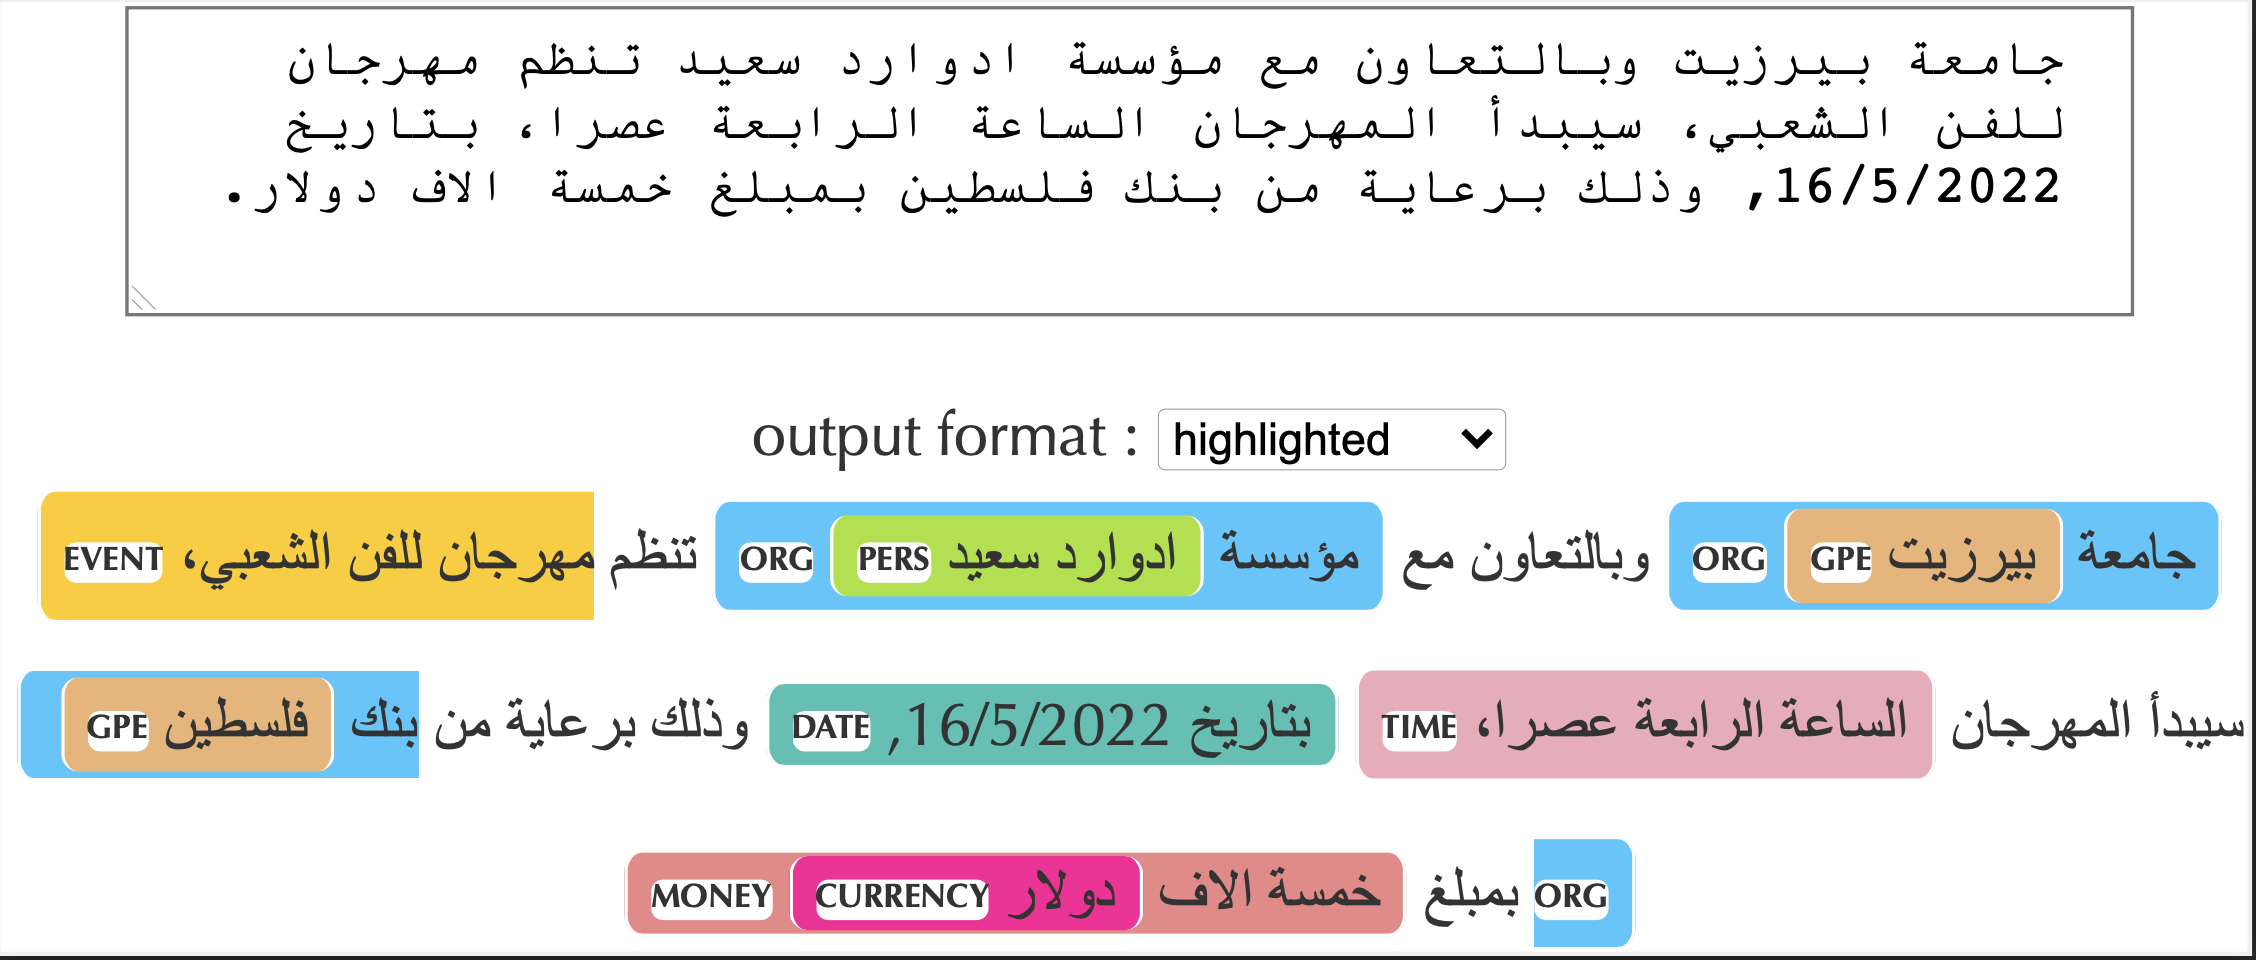 جامعة بيرزيت وبالتعاون مع مؤسسة ادوارد سعيد تنظم مهرجان
للفن الشعبي، سيبدأ المهرجان الساعة الرابعة عصرا، بتاريخ
16/5/2022, وذلك برعاية من بنك فلسطين بمبلغ خمسة الاف دولار.
output format : highlighted
جامعة بيرزيت GPE ORG وبالتعاون مع مؤسسة ادوارد سعيد PERS ORG تنظم مهرجان للفن الشعبي، EVENT
سيبدأ المهرجان الساعة الرابعة عصرا، TIME بتاريخ 16/5/2022, DATE وذلك برعاية من بنك فلسطين GPE
ORG بمبلغ خمسة الاف دولار CURRENCY MONEY